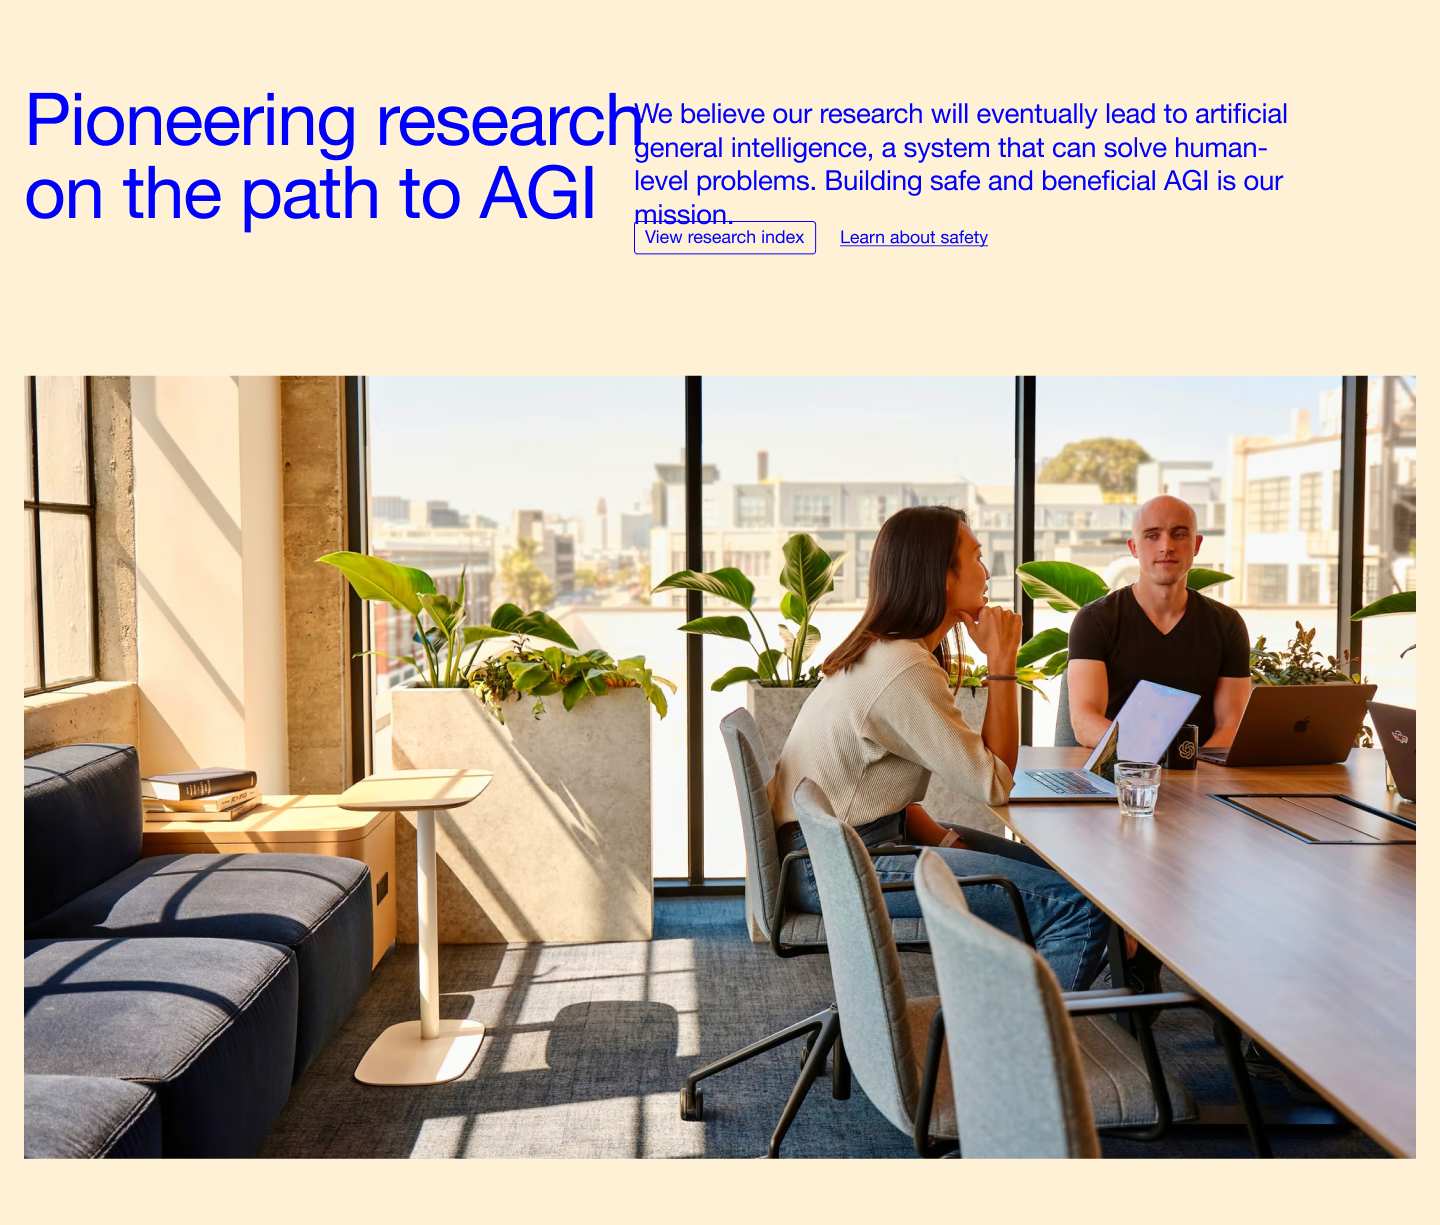 Pioneering research
on the path to AGI
We believe our research will eventually lead to artificial
general intelligence, a system that can solve human-
level problems. Building safe and beneficial AGI is our
mission.
View research index
Learn about safety